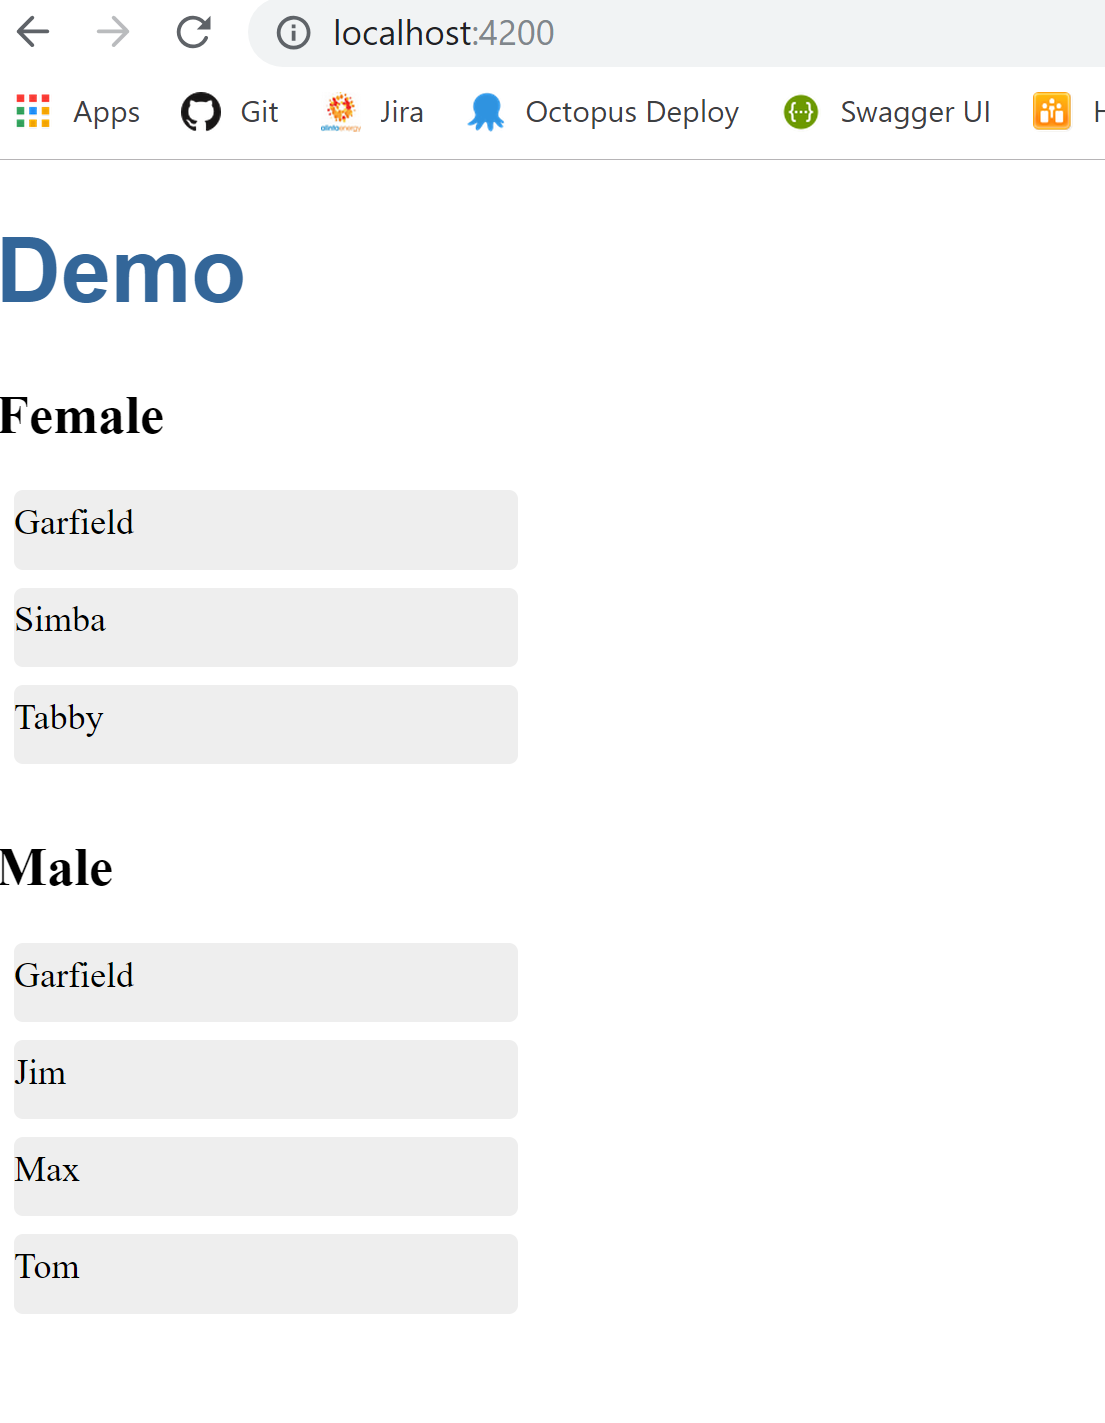 localhost:4200
Apps Git Jira Octopus Deploy Swagger UI H
Demo
Female
Garfield
Simba
Tabby
Male
Garfield
Jim
Max
Tom